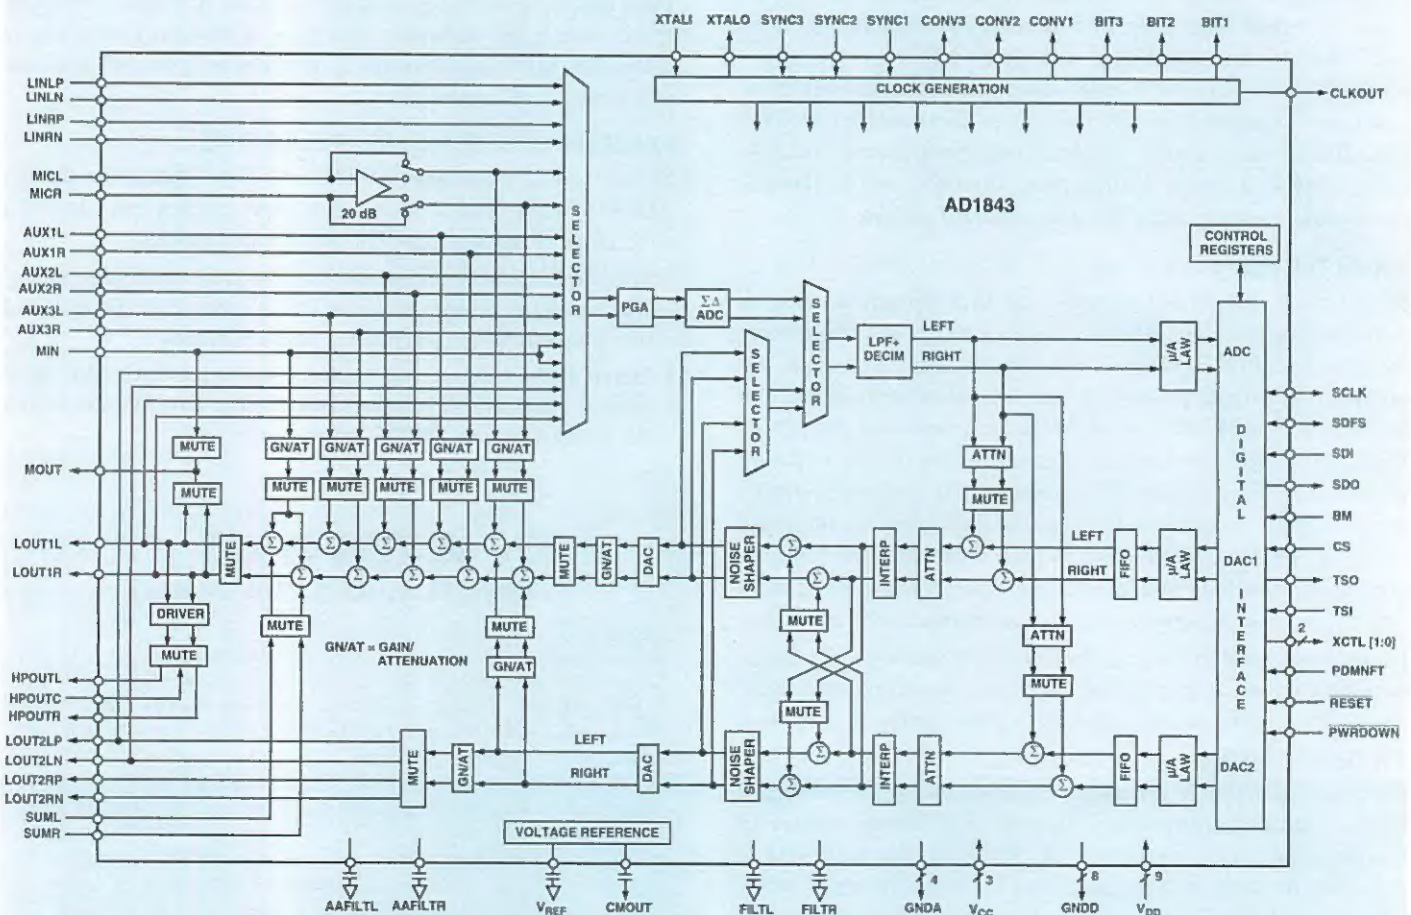 XTALI XTALO SYNC3 SYNC2 SYNC1 CONV3 CONV2 CONV1 BIT3 BIT2 BIT1
CLOCK GENERATION
CLKOUT
LINLP
LINLN
LINRP
LINRN
MICL
MICR
20 dB
AUX1L
AUX1R
AUX2L
AUX2R
AUX3L
AUX3R
MIN
SELECTOR
AD1843
CONTROL
REGISTERS
PGA
ΣΔ
ADC
SELECTOR
SELECTOR
LPF+
DECIM
LEFT
RIGHT
µ/A
LAW
ADC
DIGITAL
INTERFACE
SCLK
SDFS
SDI
SDO
BM
CS
TSO
TSI
2
XCTL [1:0]
PDMNFT
RESET
PWRDOWN
MUTE GN/AT GN/AT GN/AT GN/AT GN/AT
MOUT
MUTE MUTE MUTE MUTE MUTE MUTE
ATTN
MUTE
LOUT1L
LOUT1R
MUTE
Σ Σ Σ Σ Σ
Σ Σ Σ Σ Σ
MUTE
GN/AT
DAC
NOISE
SHAPER
Σ
Σ
INTERP
ATTN
Σ
Σ
LEFT
RIGHT
FIFO
µ/A
LAW
DAC1
DRIVER
MUTE
MUTE
MUTE
GN/AT
MUTE
MUTE
ATTN
MUTE
GN/AT = GAIN/
ATTENUATION
HPOUTL
HPOUTC
HPOUTR
LOUT2LP
LOUT2LN
LOUT2RP
LOUT2RN
SUML
SUMR
MUTE
GN/AT
LEFT
RIGHT
DAC
NOISE
SHAPER
Σ
Σ
INTERP
ATTN
Σ
Σ
FIFO
µ/A
LAW
DAC2
VOLTAGE REFERENCE
4 3 8 9
AAFILTL AAFILTR VREF CMOUT FILTL FILTR GNDA VCC GNDD VDD